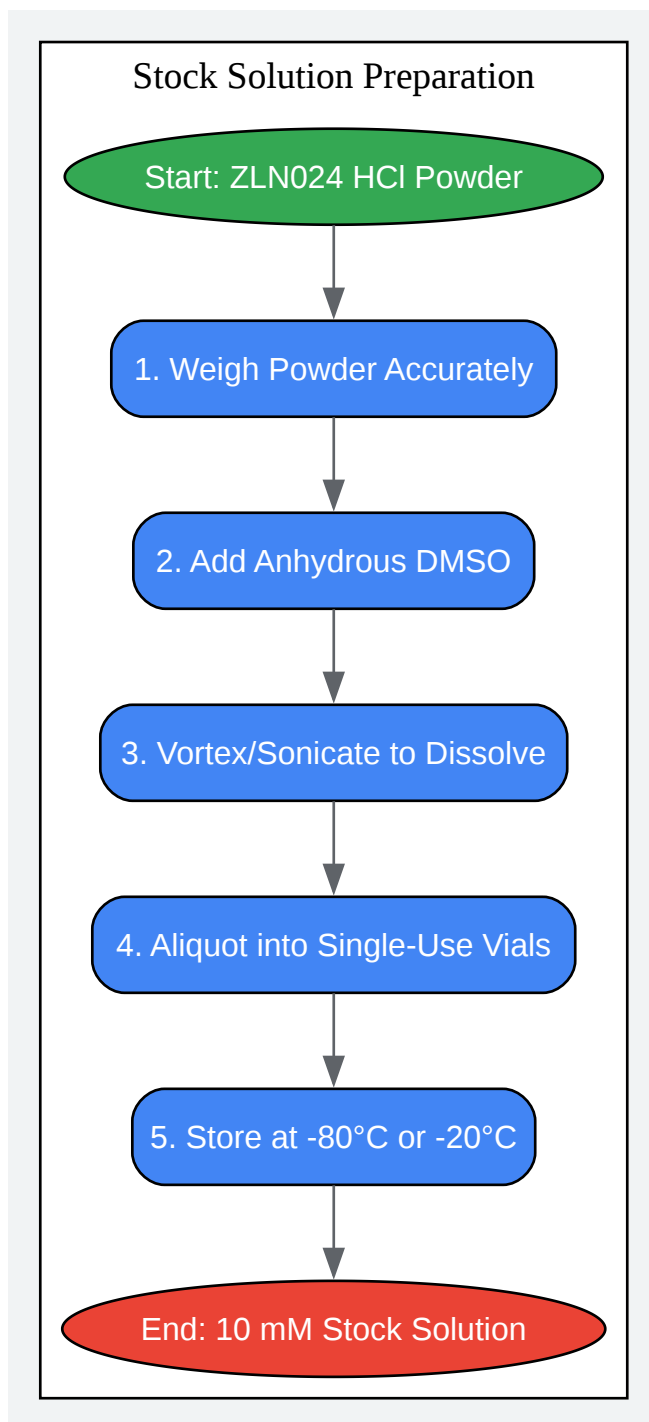 Stock Solution Preparation
Start: ZLN024 HCl Powder
1. Weigh Powder Accurately
2. Add Anhydrous DMSO
3. Vortex/Sonicate to Dissolve
4. Aliquot into Single-Use Vials
5. Store at -80°C or -20°C
End: 10 mM Stock Solution